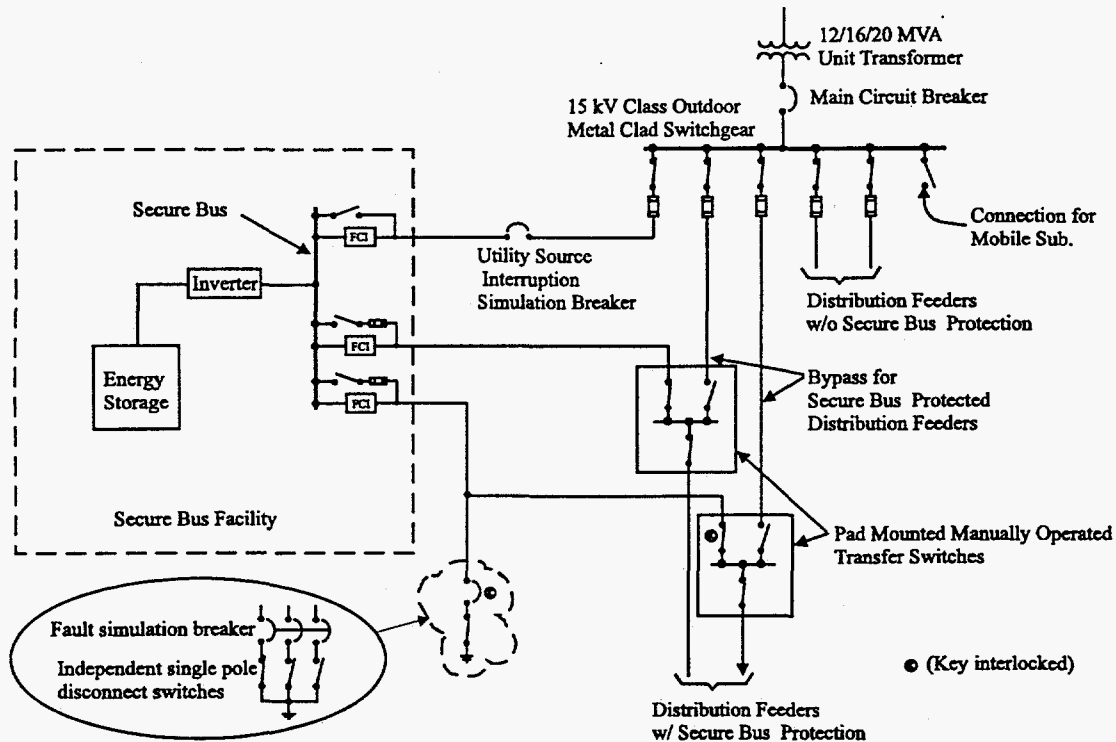 12/16/20 MVA
Unit Transformer
Main Circuit Breaker
15 kV Class Outdoor
Metal Clad Switchgear
Secure Bus
FCI
Utility Source
Interruption
Simulation Breaker
Connection for
Mobile Sub.
Inverter
Distribution Feeders
w/o Secure Bus Protection
FCI
Energy
Storage
Bypass for
Secure Bus Protected
Distribution Feeders
FCI
Secure Bus Facility
Pad Mounted Manually Operated
Transfer Switches
Fault simulation breaker
Independent single pole
disconnect switches
(Key interlocked)
Distribution Feeders
w/ Secure Bus Protection